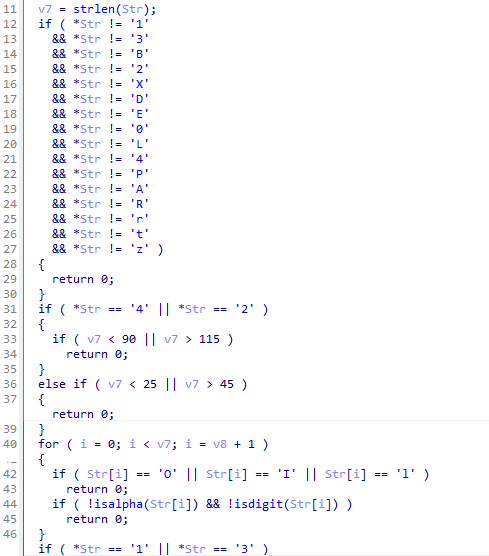 11 v7 = strlen(Str);
12 if ( *Str != '1'
13 && *Str != '3'
14 && *Str != 'B'
15 && *Str != '2'
16 && *Str != 'X'
17 && *Str != 'D'
18 && *Str != 'E'
19 && *Str != '0'
20 && *Str != 'L'
21 && *Str != '4'
22 && *Str != 'P'
23 && *Str != 'A'
24 && *Str != 'R'
25 && *Str != 'r'
26 && *Str != 't'
27 && *Str != 'z' )
28 {
29 return 0;
30 }
31 if ( *Str == '4' || *Str == '2' )
32 {
33 if ( v7 < 90 || v7 > 115 )
34 return 0;
35 }
36 else if ( v7 < 25 || v7 > 45 )
37 {
38 return 0;
39 }
40 for ( i = 0; i < v7; i = v8 + 1 )
{
42 if ( Str[i] == 'O' || Str[i] == 'I' || Str[i] == 'l' )
43 return 0;
44 if ( !isalpha(Str[i]) && !isdigit(Str[i]) )
45 return 0;
46 }
if ( *Str == '1' || *Str == '3' )